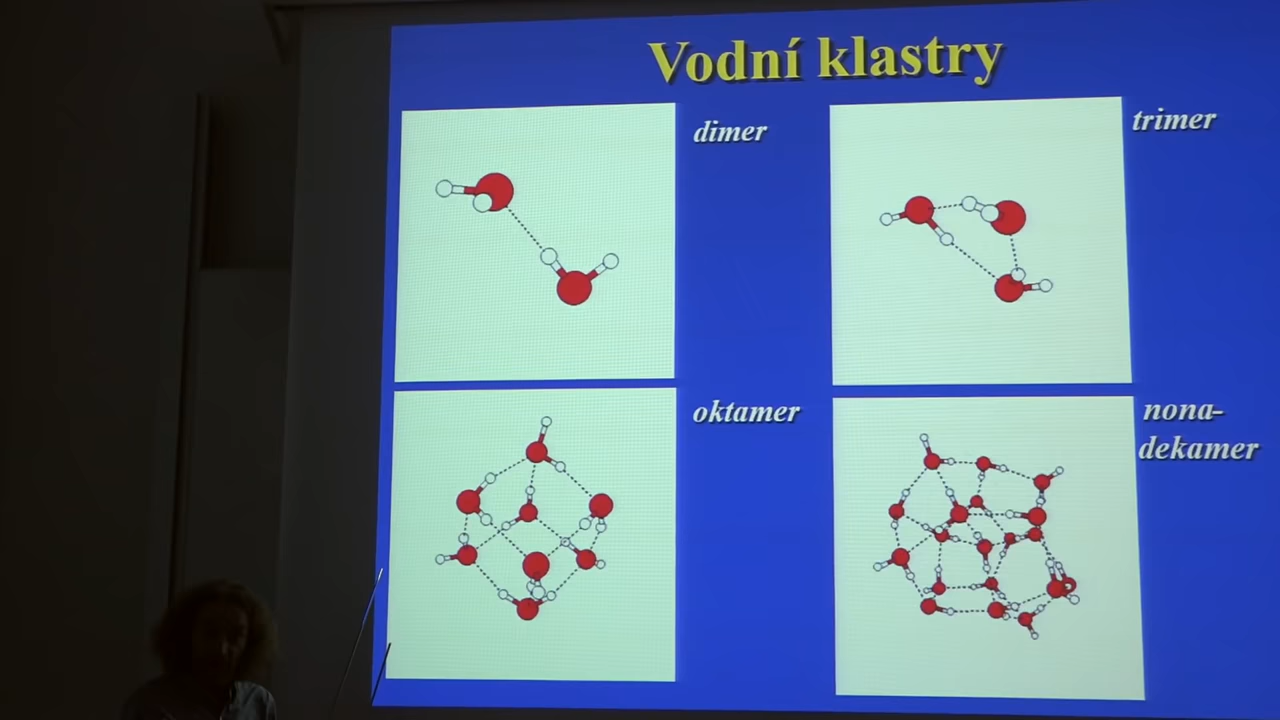 Vodní klastry
dimer
trimer
oktamer
nona-
dekamer